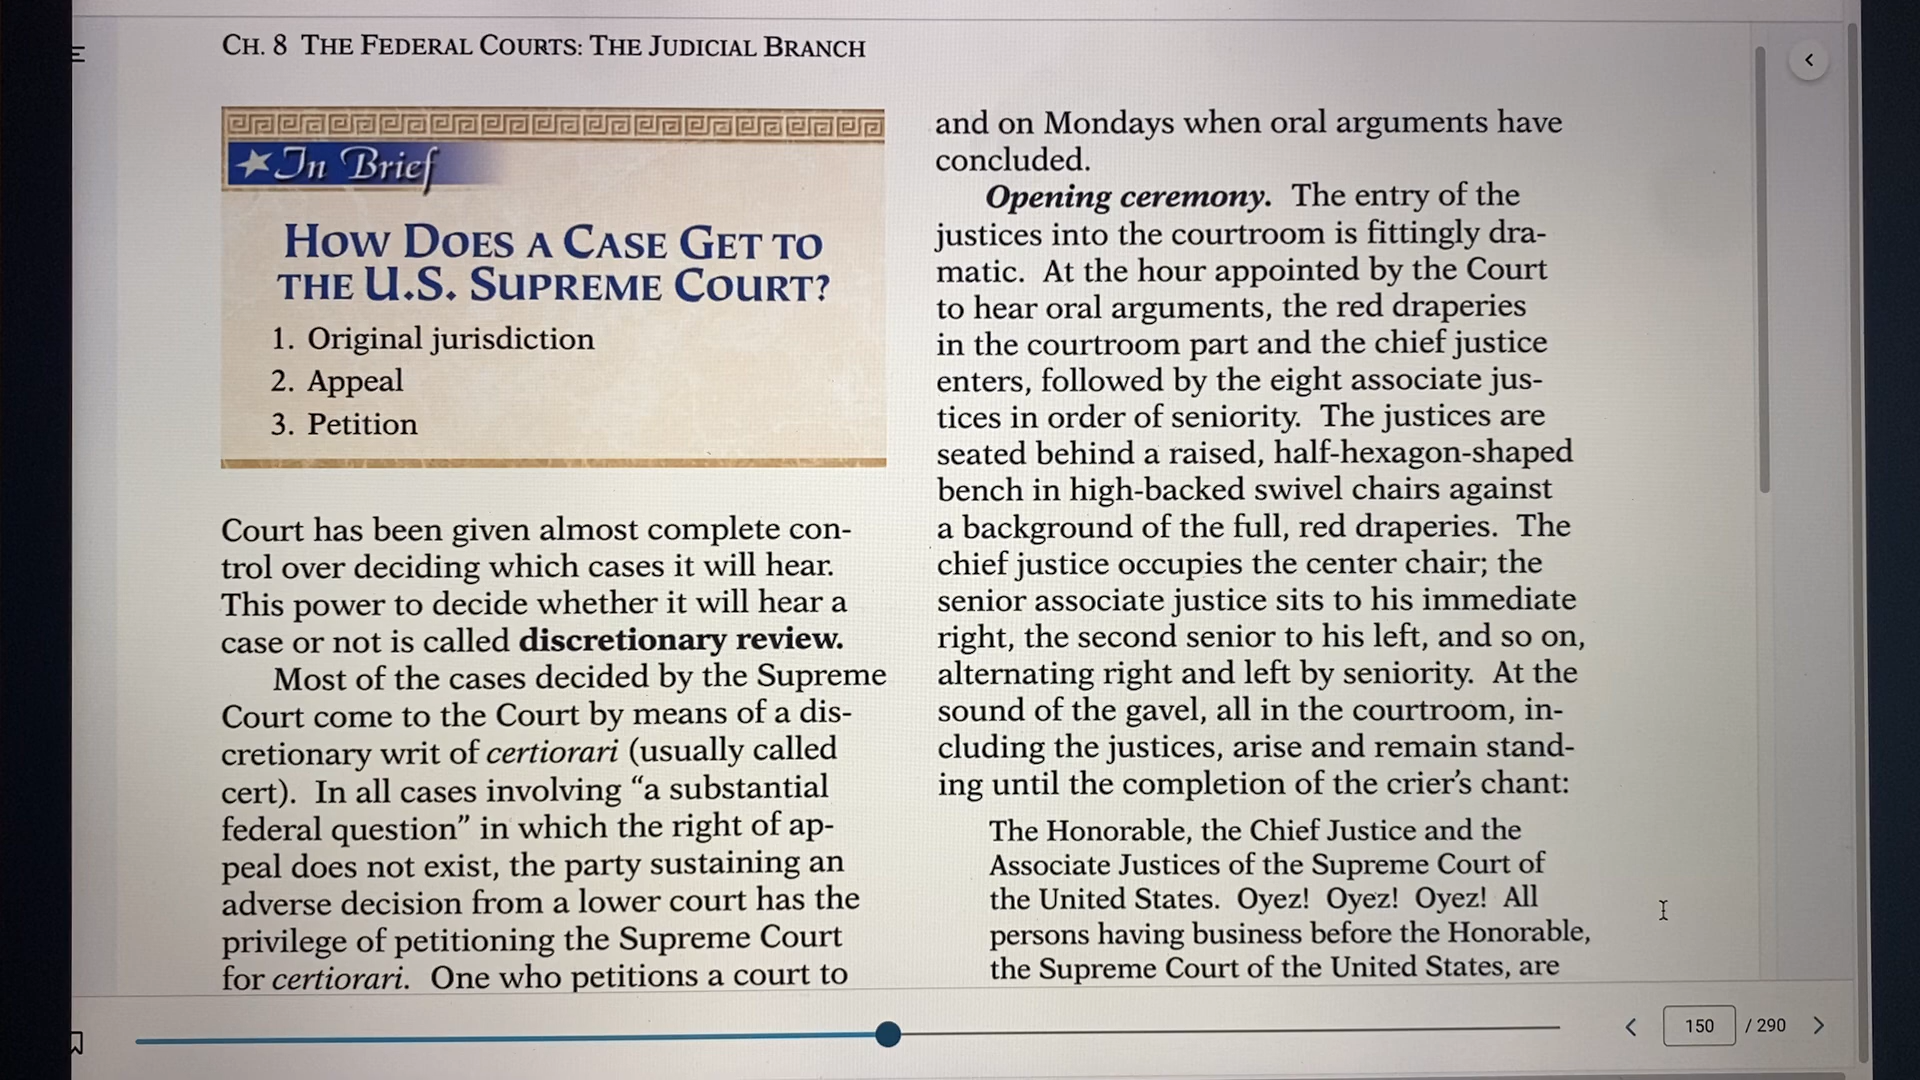 CH. 8 THE FEDERAL COURTS: THE JUDICIAL BRANCH
In Brief
HOW DOES A CASE GET TO
THE U.S. SUPREME COURT?
1. Original jurisdiction
2. Appeal
3. Petition
Court has been given almost complete con-
trol over deciding which cases it will hear.
This power to decide whether it will hear a
case or not is called discretionary review.
Most of the cases decided by the Supreme
Court come to the Court by means of a dis-
cretionary writ of certiorari (usually called
cert). In all cases involving “a substantial
federal question” in which the right of ap-
peal does not exist, the party sustaining an
adverse decision from a lower court has the
privilege of petitioning the Supreme Court
for certiorari. One who petitions a court to
and on Mondays when oral arguments have
concluded.
Opening ceremony. The entry of the
justices into the courtroom is fittingly dra-
matic. At the hour appointed by the Court
to hear oral arguments, the red draperies
in the courtroom part and the chief justice
enters, followed by the eight associate jus-
tices in order of seniority. The justices are
seated behind a raised, half-hexagon-shaped
bench in high-backed swivel chairs against
a background of the full, red draperies. The
chief justice occupies the center chair; the
senior associate justice sits to his immediate
right, the second senior to his left, and so on,
alternating right and left by seniority. At the
sound of the gavel, all in the courtroom, in-
cluding the justices, arise and remain stand-
ing until the completion of the crier’s chant:
The Honorable, the Chief Justice and the
Associate Justices of the Supreme Court of
the United States. Oyez! Oyez! Oyez! All
persons having business before the Honorable,
the Supreme Court of the United States, are
150 / 290